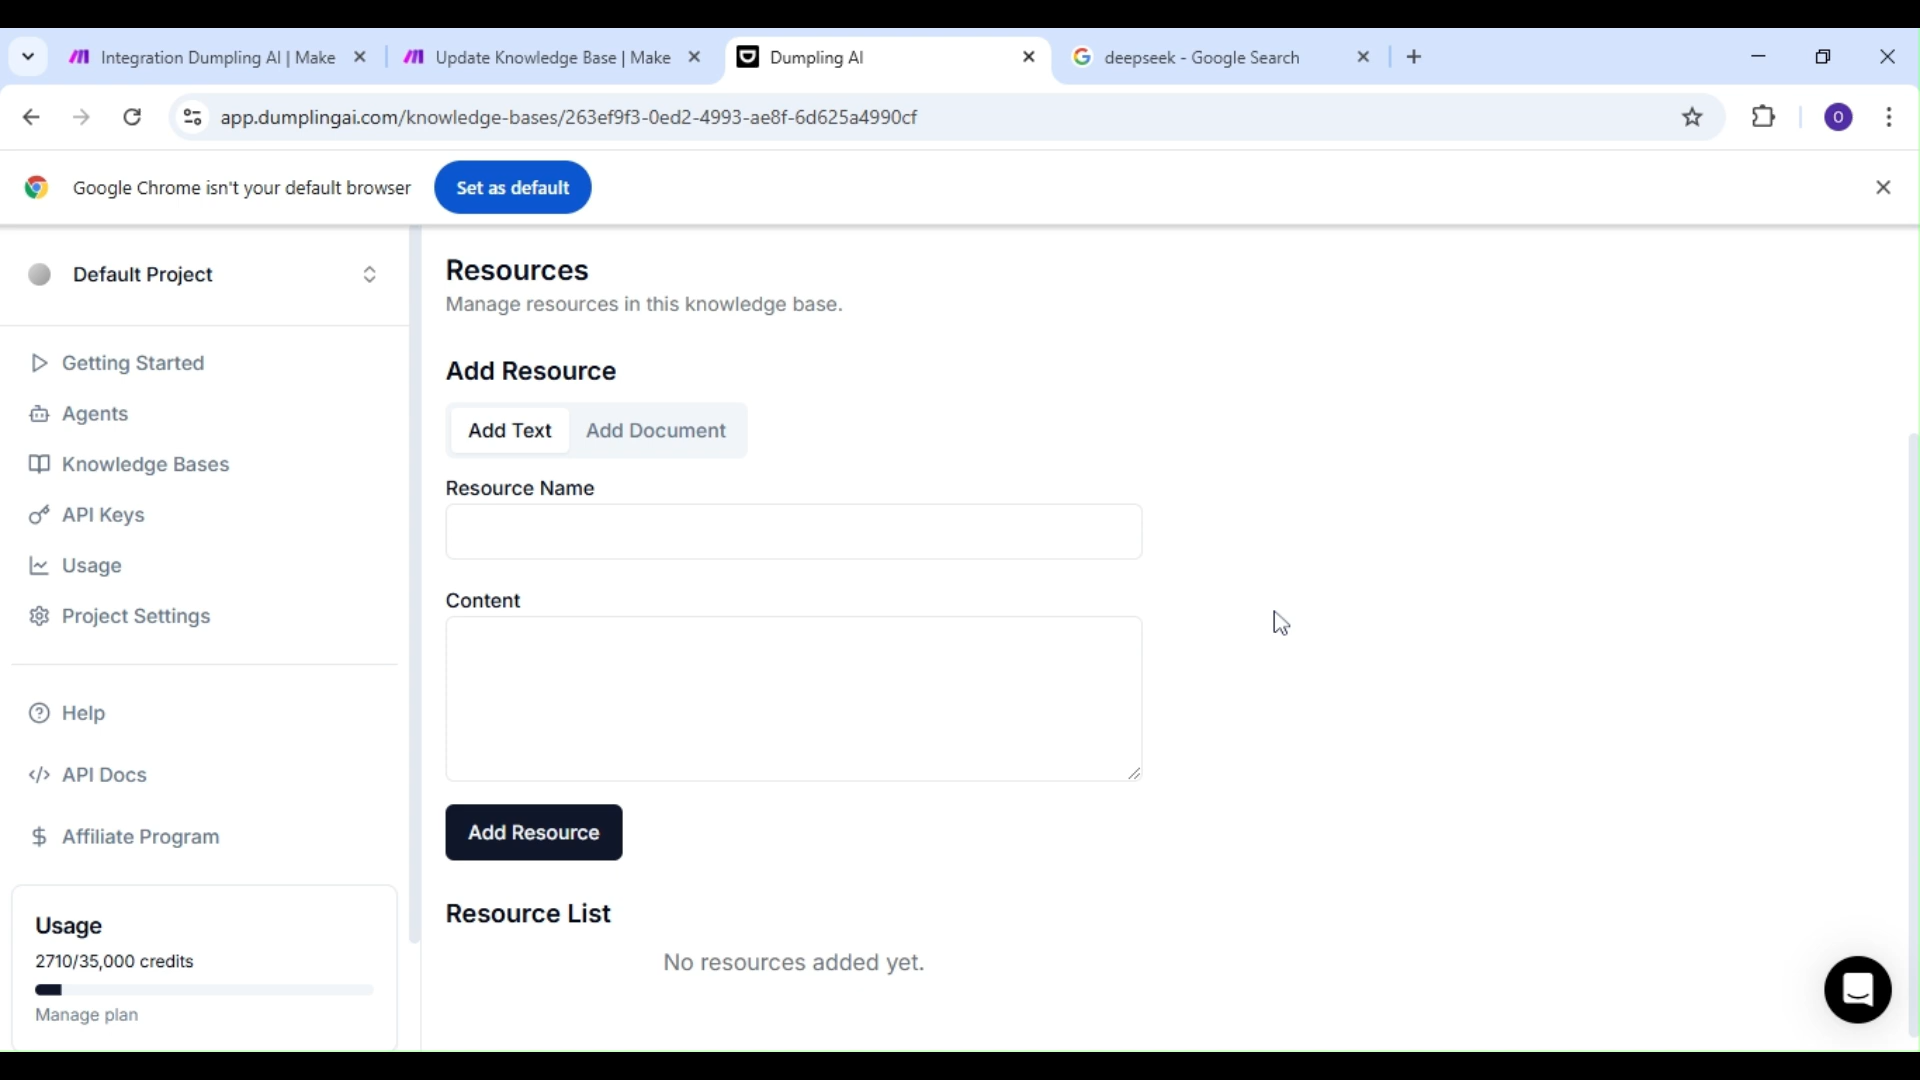 Integration Dumpling AI | Make
Update Knowledge Base | Make
Dumpling AI
deepseek - Google Search
app.dumplingai.com/knowledge-bases/263ef9f3-0ed2-4993-ae8f-6d625a4990cf
O
Google Chrome isn't your default browser
Set as default
Default Project
Getting Started
Agents
Knowledge Bases
API Keys
Usage
Project Settings
Help
API Docs
Affiliate Program
Usage
2710/35,000 credits
Manage plan
Resources
Manage resources in this knowledge base.
Add Resource
Add Text
Add Document
Resource Name
Content
Add Resource
Resource List
No resources added yet.